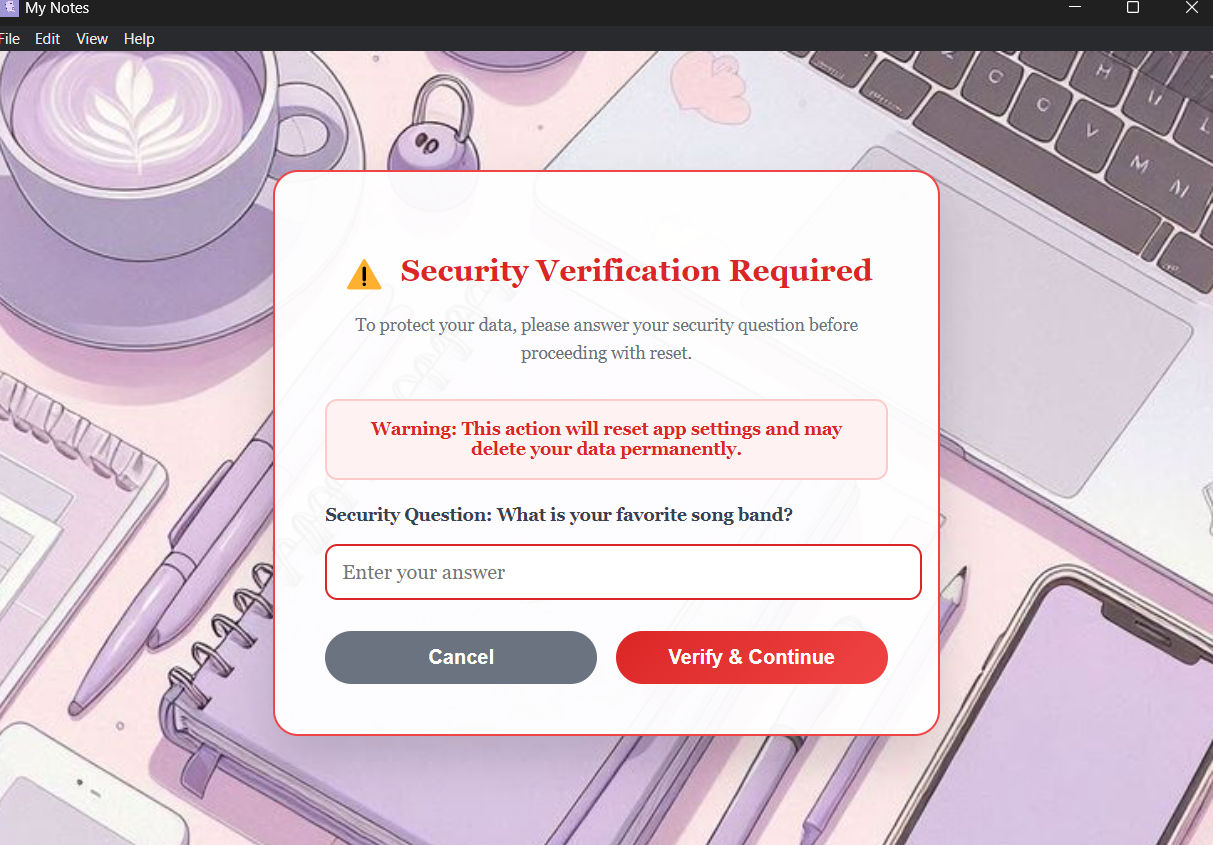 My Notes
File Edit View Help
Security Verification Required
To protect your data, please answer your security question before
proceeding with reset.
Warning: This action will reset app settings and may
delete your data permanently.
Security Question: What is your favorite song band?
Enter your answer
Cancel Verify & Continue